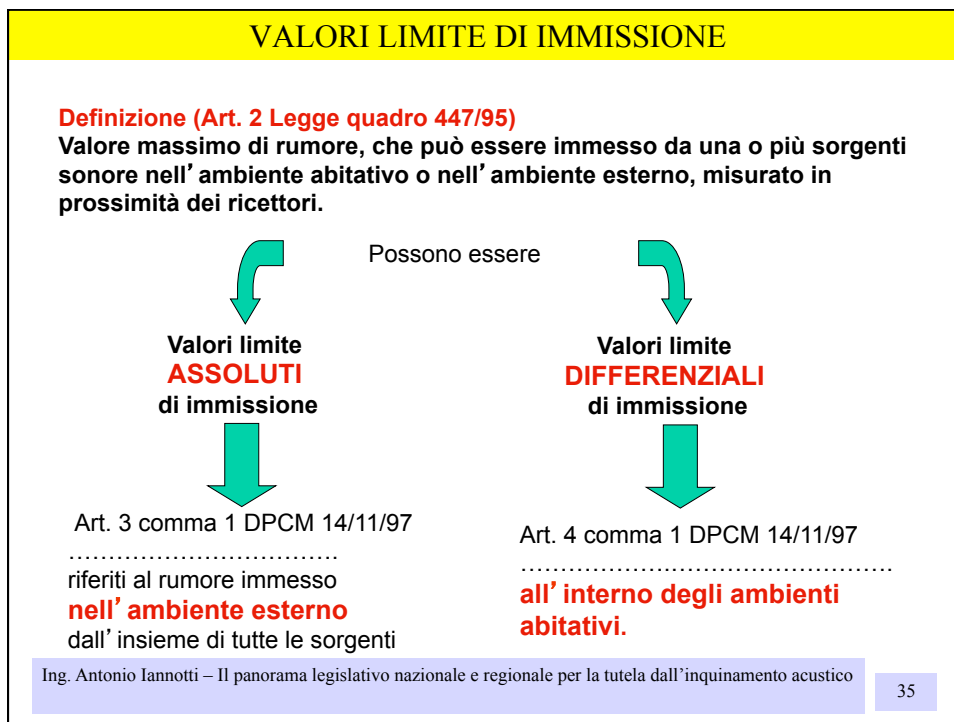 VALORI LIMITE DI IMMISSIONE
Definizione (Art. 2 Legge quadro 447/95)
Valore massimo di rumore, che può essere immesso da una o più sorgenti
sonore nell’ambiente abitativo o nell’ambiente esterno, misurato in
prossimità dei ricettori.
Possono essere
Valori limite
ASSOLUTI
di immissione
Art. 3 comma 1 DPCM 14/11/97
…………………………….
riferiti al rumore immesso
nell’ambiente esterno
dall’insieme di tutte le sorgenti
Valori limite
DIFFERENZIALI
di immissione
Art. 4 comma 1 DPCM 14/11/97
……………….……………………….
all’interno degli ambienti
abitativi.
Ing. Antonio Iannotti – Il panorama legislativo nazionale e regionale per la tutela dall’inquinamento acustico
35